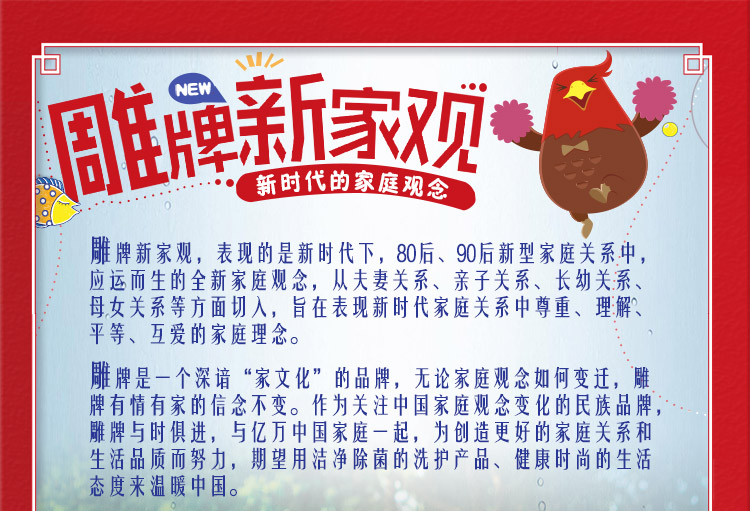 NEW
雕牌新家观
新时代的家庭观念
雕牌新家观，表现的是新时代下，80后、90后新型家庭关系中，
应运而生的全新家庭观念，从夫妻关系、亲子关系、长幼关系、
母女关系等方面切入，旨在表现新时代家庭关系中尊重、理解、
平等、互爱的家庭理念。
雕牌是一个深谙“家文化”的品牌，无论家庭观念如何变迁，雕
牌有情有家的信念不变。作为关注中国家庭观念变化的民族品牌，
雕牌与时俱进，与亿万中国家庭一起，为创造更好的家庭关系和
生活品质而努力，期望用洁净除菌的洗护产品、健康时尚的生活
态度来温暖中国。